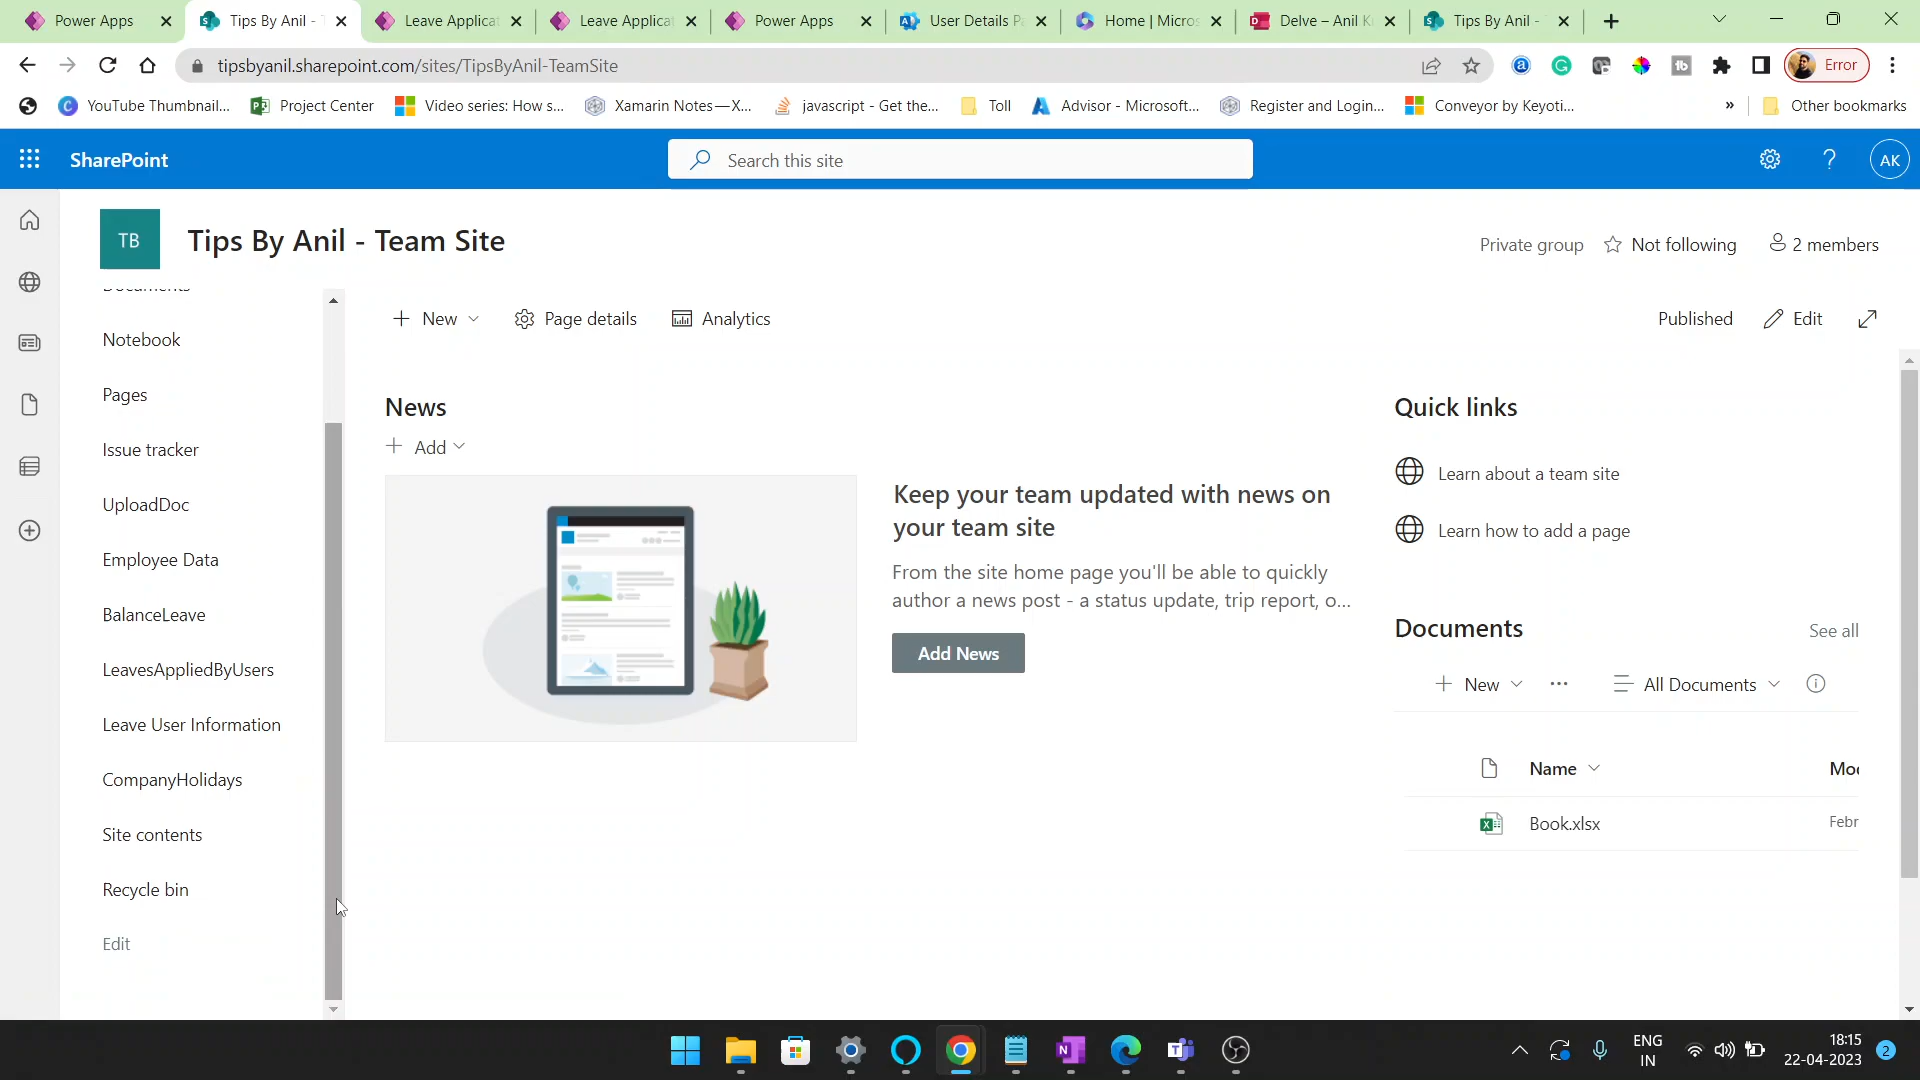 Power Apps
Tips By Anil -
Leave Applicat
Leave Applicat
Power Apps
User Details Pa
Home | Micros
Delve – Anil K
Tips By Anil -
tipsbyanil.sharepoint.com/sites/TipsByAnil-TeamSite
Error
YouTube Thumbnail...
Project Center
Video series: How s...
Xamarin Notes—X...
javascript - Get the...
Toll
Advisor - Microsoft...
Register and Login...
Conveyor by Keyoti...
»
Other bookmarks
SharePoint
Search this site
?
AK
TB
Tips By Anil - Team Site
Private group
Not following
2 members
Documents
Notebook
Pages
Issue tracker
UploadDoc
Employee Data
BalanceLeave
LeavesAppliedByUsers
Leave User Information
CompanyHolidays
Site contents
Recycle bin
Edit
New
Page details
Analytics
Published
Edit
News
Add
Keep your team updated with news on
your team site
From the site home page you'll be able to quickly
author a news post - a status update, trip report, o...
Add News
Quick links
Learn about a team site
Learn how to add a page
Documents
See all
New
...
All Documents
Name
Mo
Book.xlsx
Febr
ENG
IN
18:15
22-04-2023
2